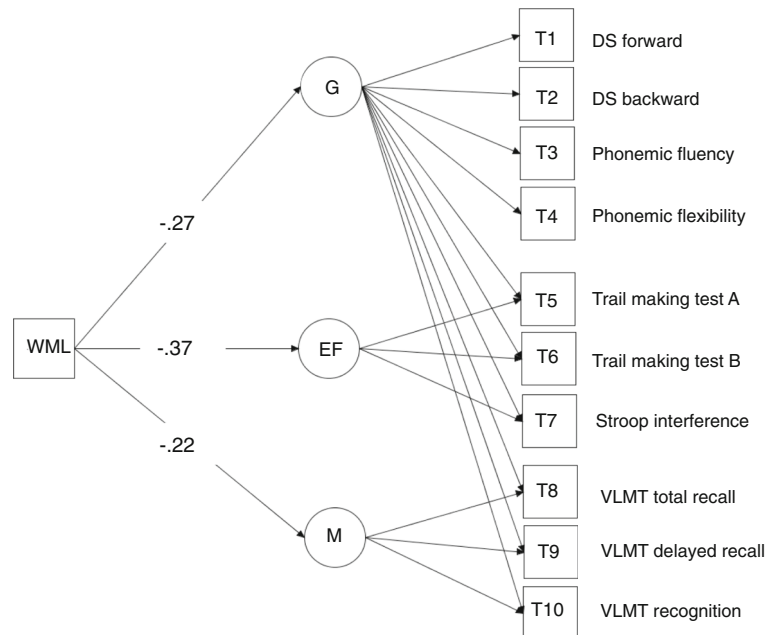 T1 DS forward
G
T2 DS backward
T3 Phonemic fluency
T4 Phonemic flexibility
-.27
T5 Trail making test A
WML -.37 EF
T6 Trail making test B
T7 Stroop interference
-.22
T8 VLMT total recall
M
T9 VLMT delayed recall
T10 VLMT recognition